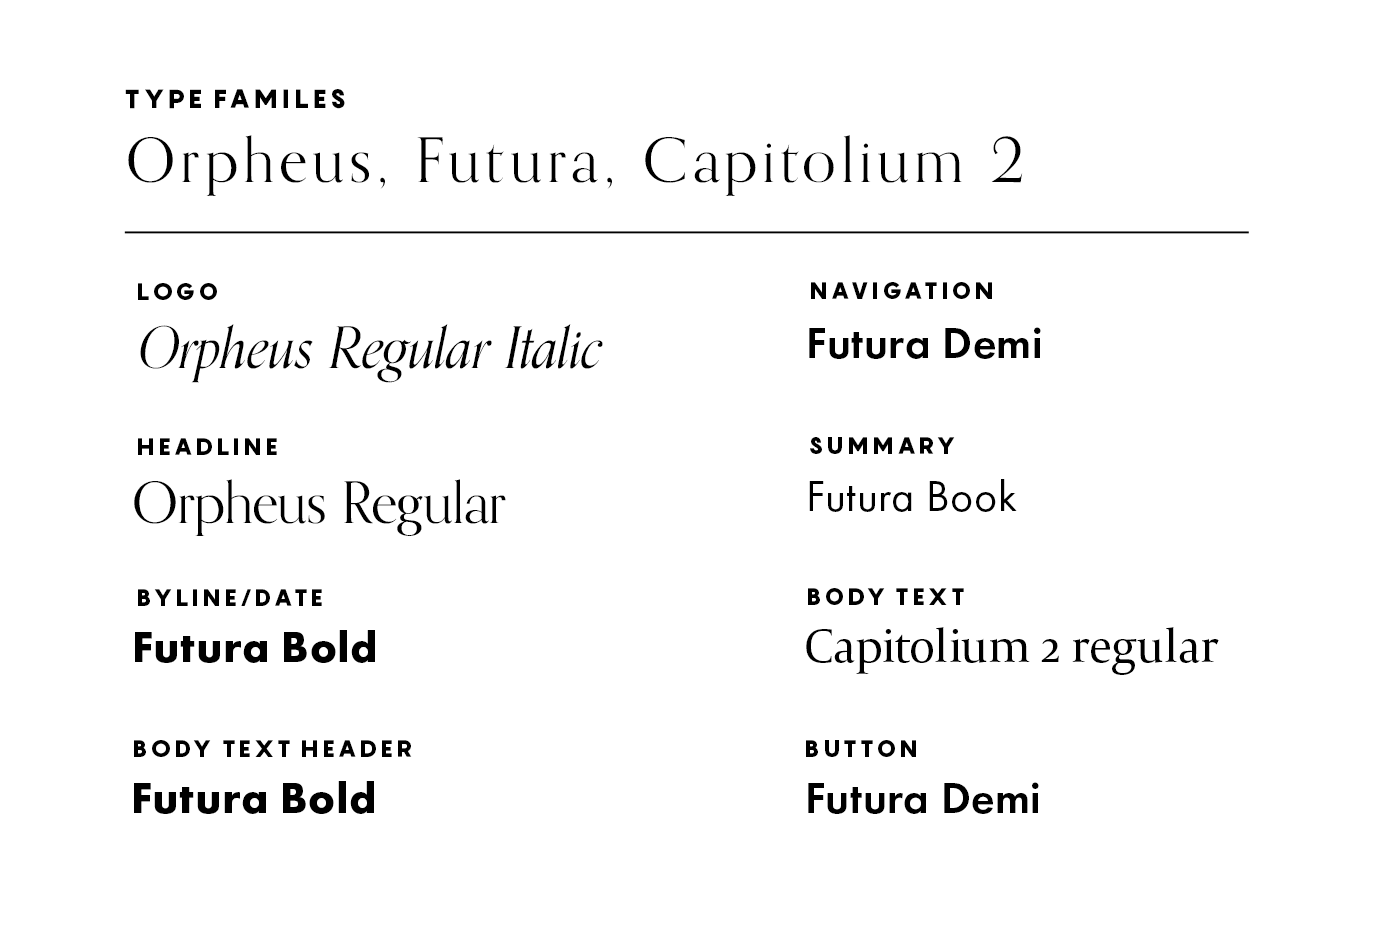 TYPE FAMILES
Orpheus, Futura, Capitolium 2
LOGO
Orpheus Regular Italic
HEADLINE
Orpheus Regular
BYLINE/DATE
Futura Bold
BODY TEXT HEADER
Futura Bold
NAVIGATION
Futura Demi
SUMMARY
Futura Book
BODY TEXT
Capitolium 2 regular
BUTTON
Futura Demi